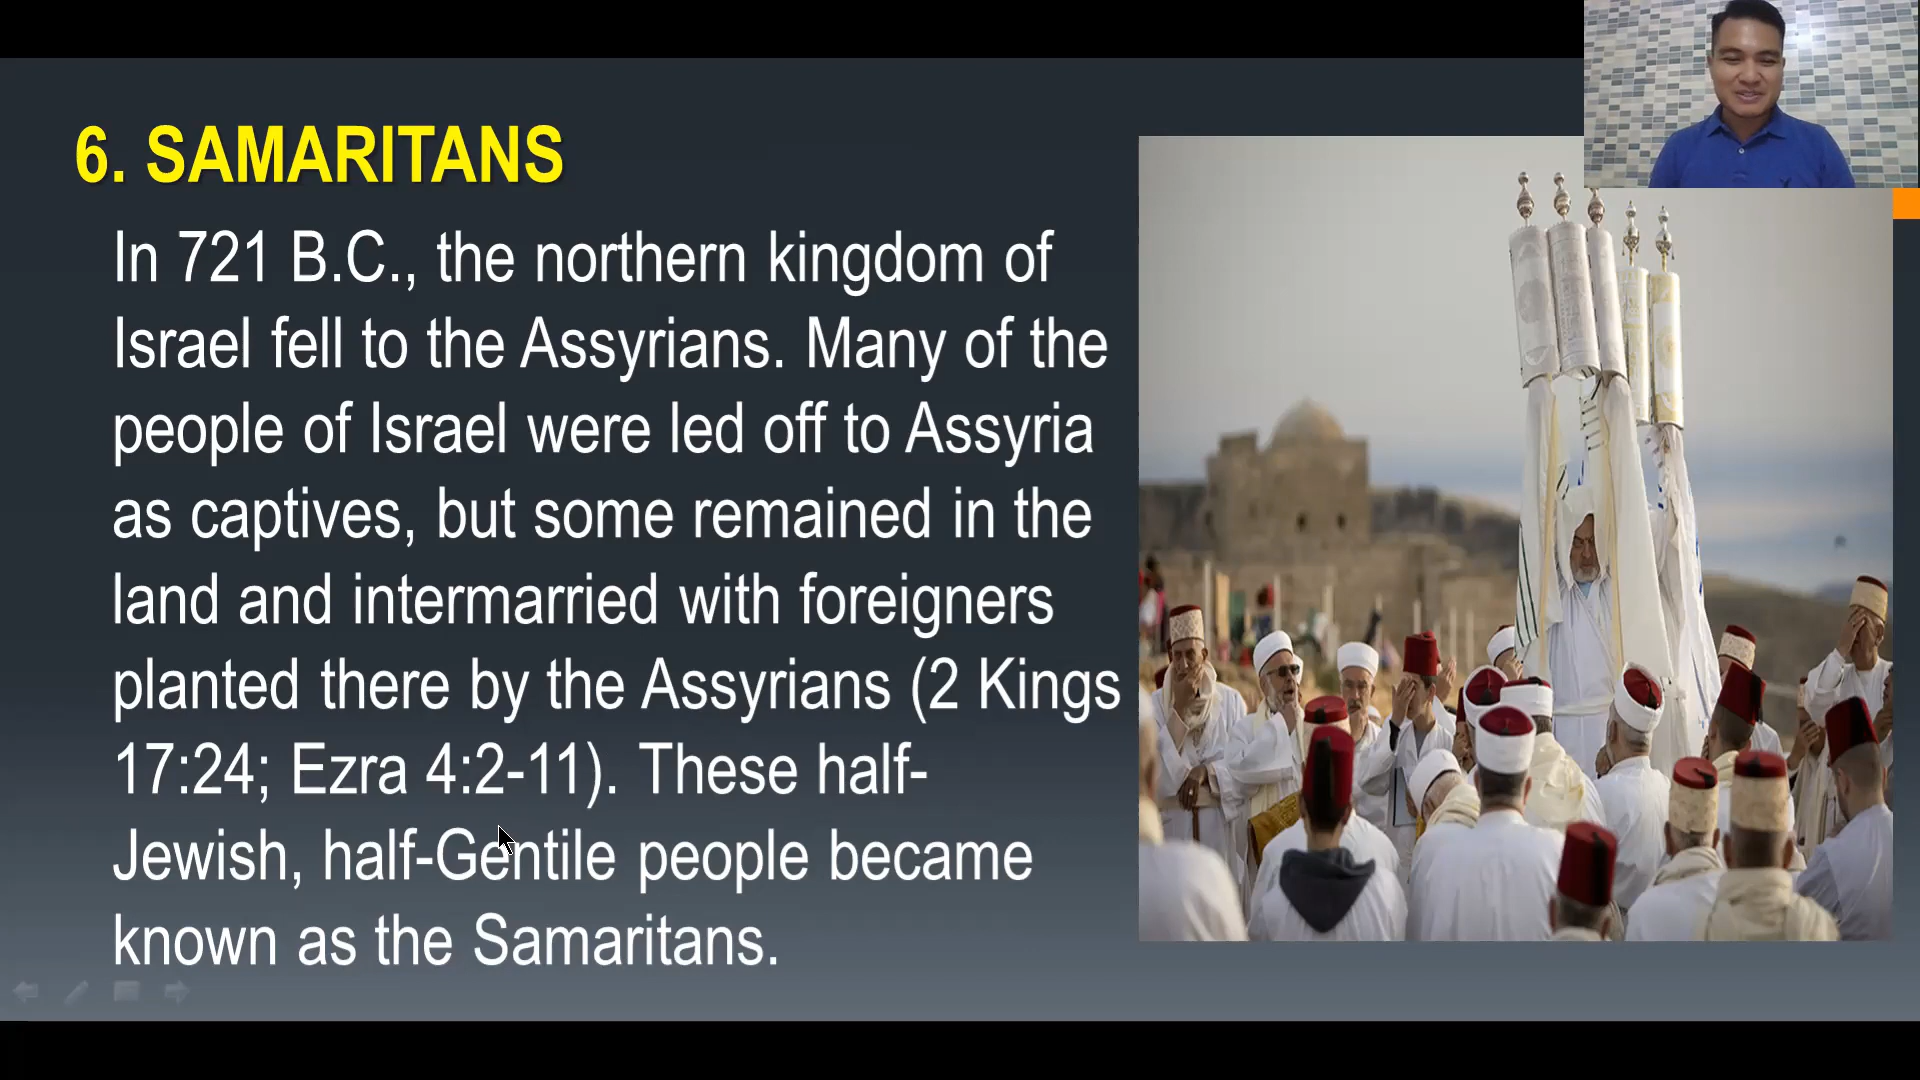 6. SAMARITANS
In 721 B.C., the northern kingdom of
Israel fell to the Assyrians. Many of the
people of Israel were led off to Assyria
as captives, but some remained in the
land and intermarried with foreigners
planted there by the Assyrians (2 Kings
17:24; Ezra 4:2-11). These half-
Jewish, half-Gentile people became
known as the Samaritans.